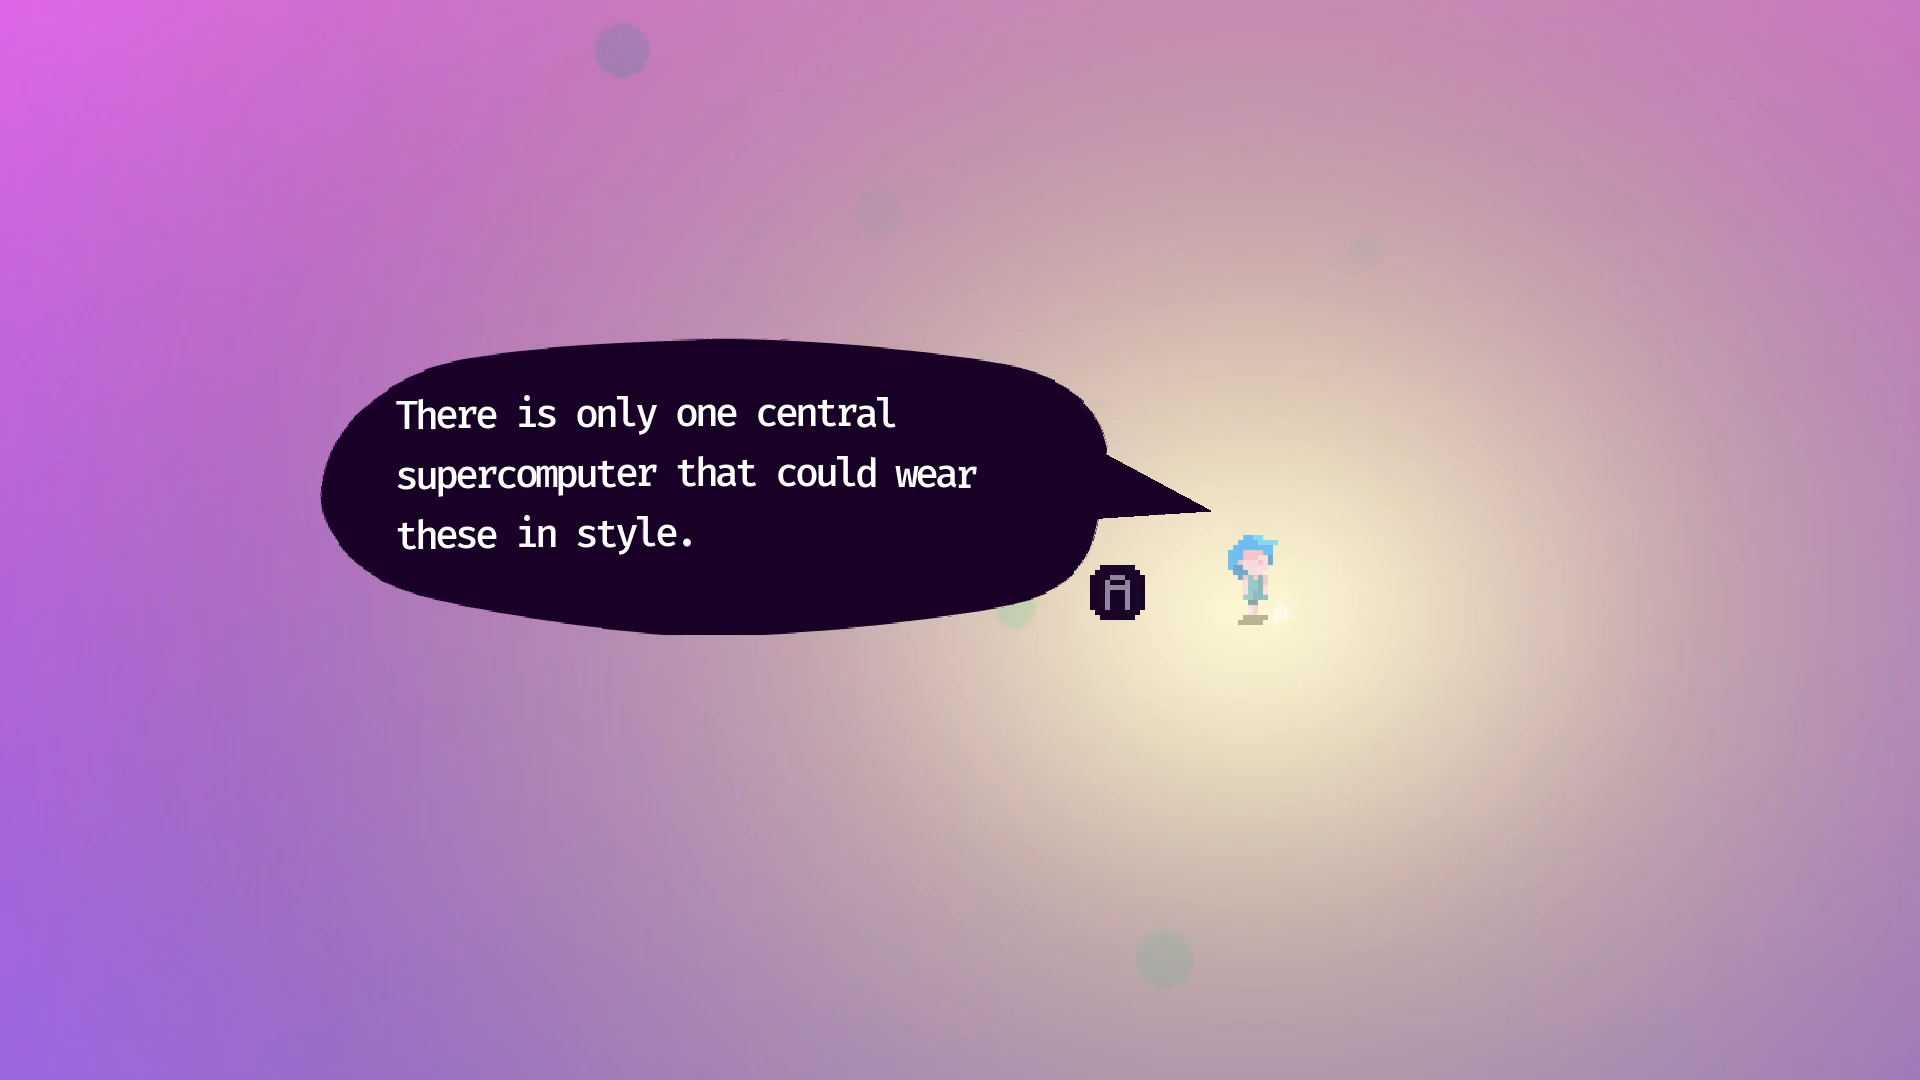 There is only one central
supercomputer that could wear
these in style.
A